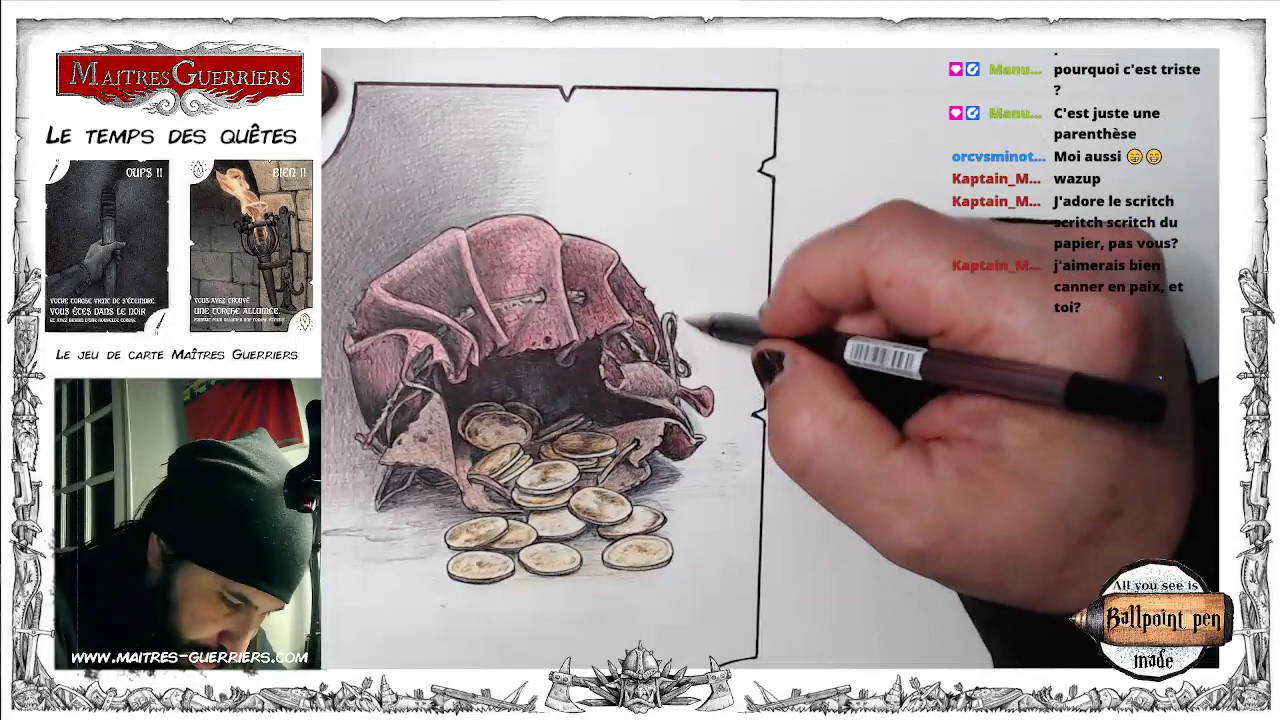 MAITRESGUERRIERS
LE TEMPS DES QUÊTES
OUPS !!
VOTRE TORCHE VIENT DE S'ÉTEINDRE.
VOUS ÊTES DANS LE NOIR
BIEN !!
VOUS AVEZ TROUVÉ
UNE TORCHE ALLUMÉE.
LE JEU DE CARTE MAÎTRES GUERRIERS
WWW.MAITRES-GUERRIERS.COM
Manu... pourquoi c'est triste
?
Manu... C'est juste une
parenthèse
orcvsminot... Moi aussi 😁😁
Kaptain_M... wazup
Kaptain_M... J'adore le scritch
scritch scritch du
papier, pas vous?
Kaptain_M... j'aimerais bien
canner en paix, et
toi?
All you see is
Ballpoint pen
made